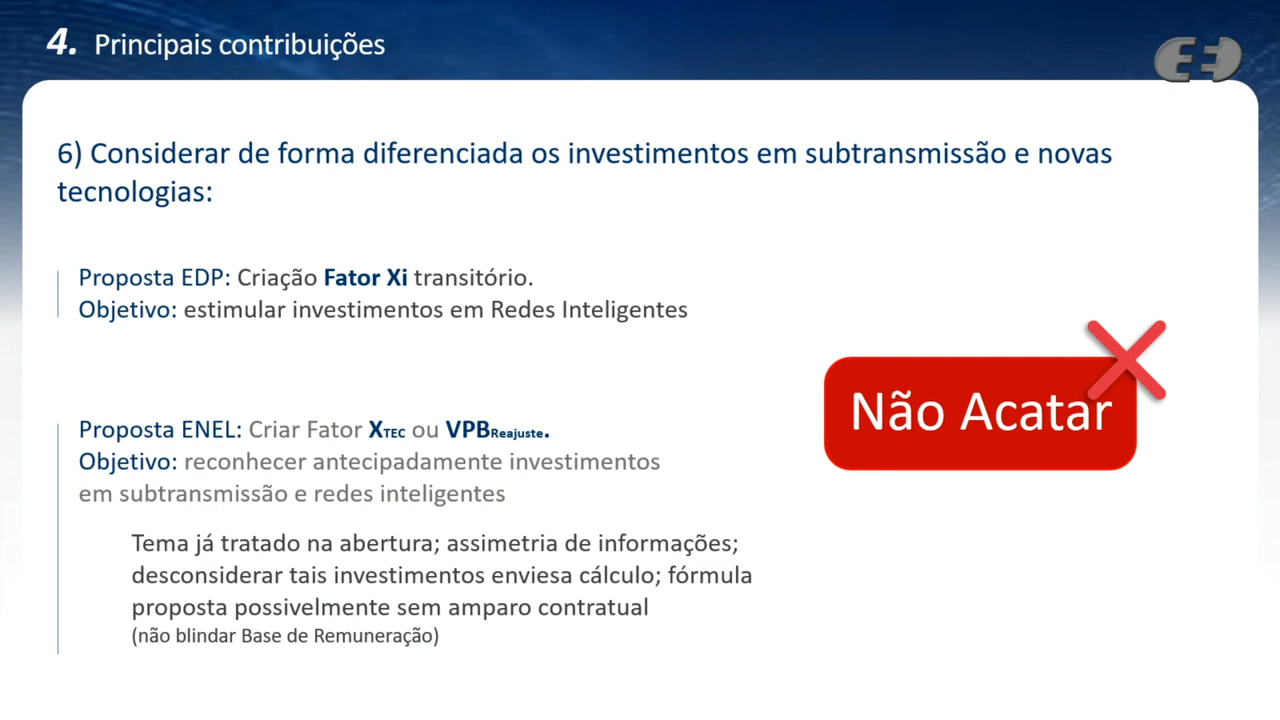 4. Principais contribuições
6) Considerar de forma diferenciada os investimentos em subtransmissão e novas
tecnologias:
Proposta EDP: Criação Fator Xi transitório.
Objetivo: estimular investimentos em Redes Inteligentes
Não Acatar
Proposta ENEL: Criar Fator XTEC ou VPBReajuste.
Objetivo: reconhecer antecipadamente investimentos
em subtransmissão e redes inteligentes
Tema já tratado na abertura; assimetria de informações;
desconsiderar tais investimentos enviesa cálculo; fórmula
proposta possivelmente sem amparo contratual
(não blindar Base de Remuneração)